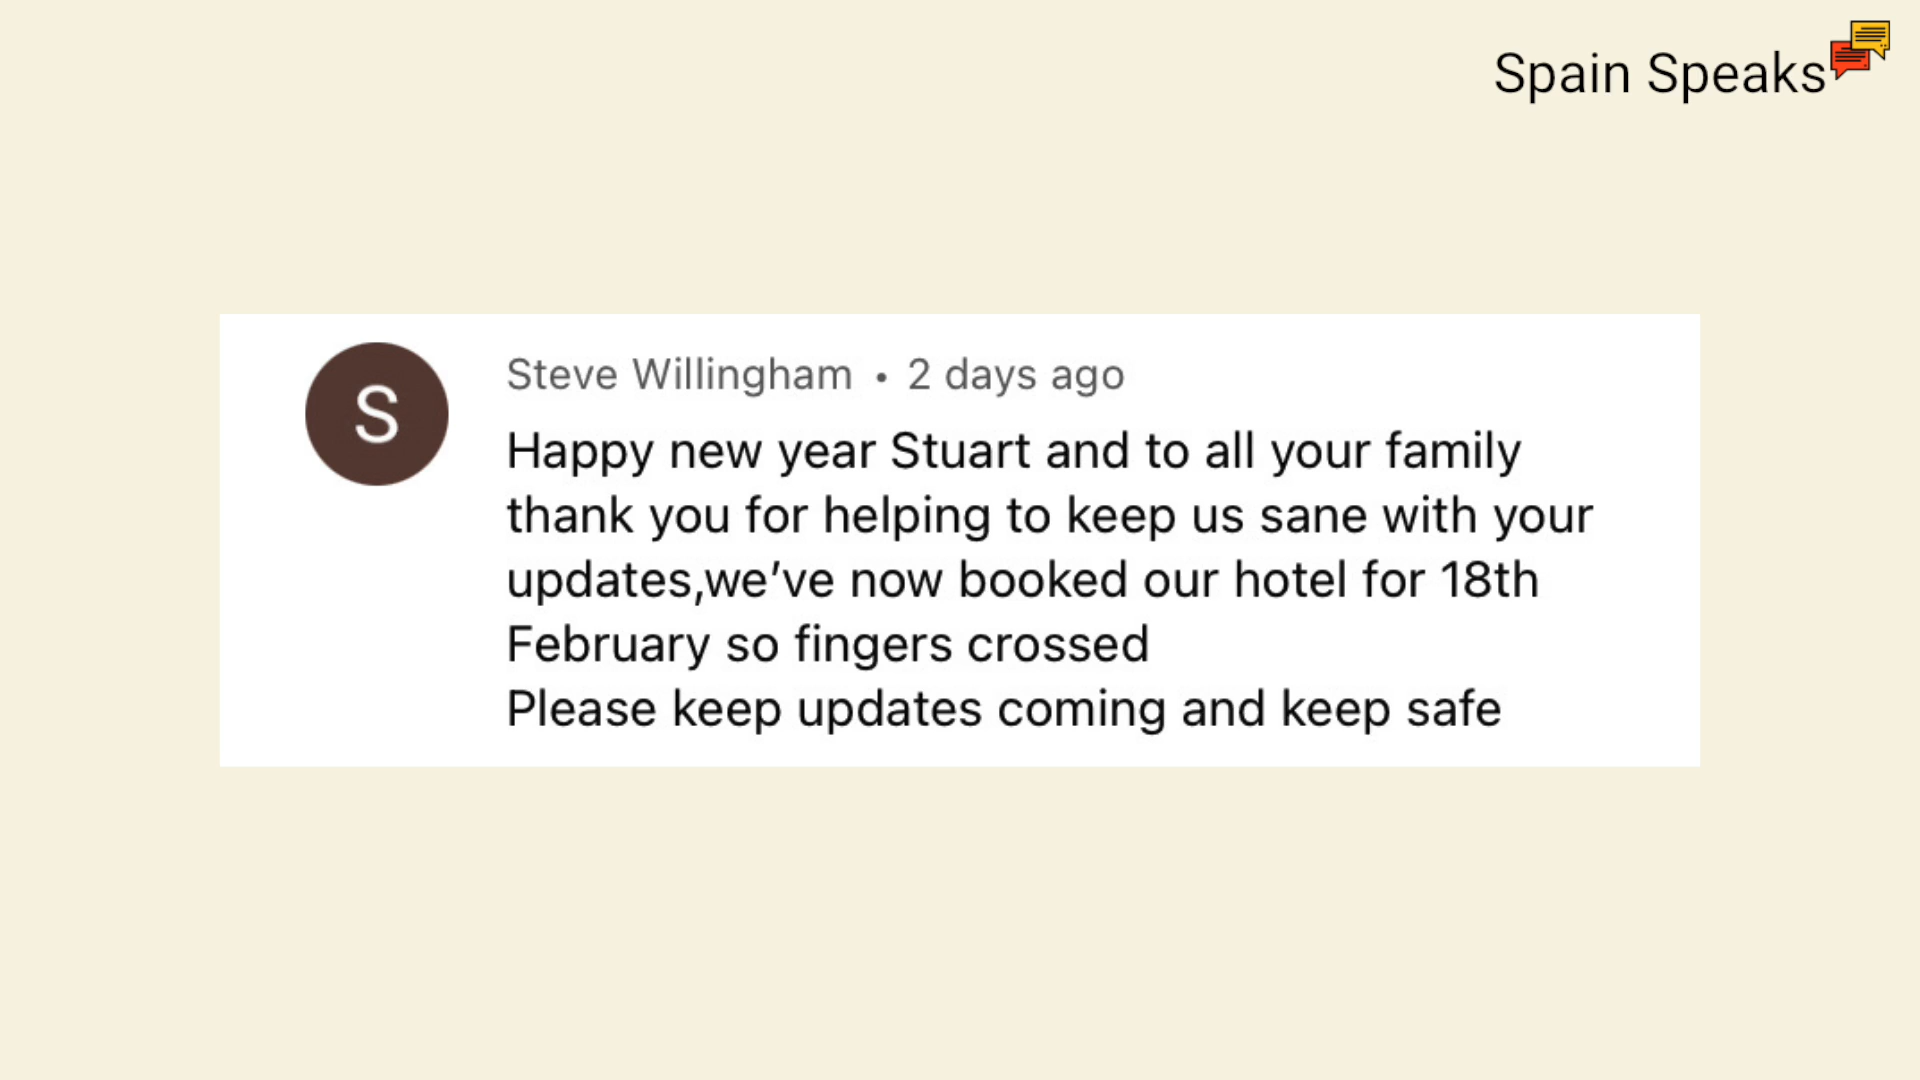 Spain Speaks
S
Steve Willingham • 2 days ago
Happy new year Stuart and to all your family
thank you for helping to keep us sane with your
updates,we’ve now booked our hotel for 18th
February so fingers crossed
Please keep updates coming and keep safe